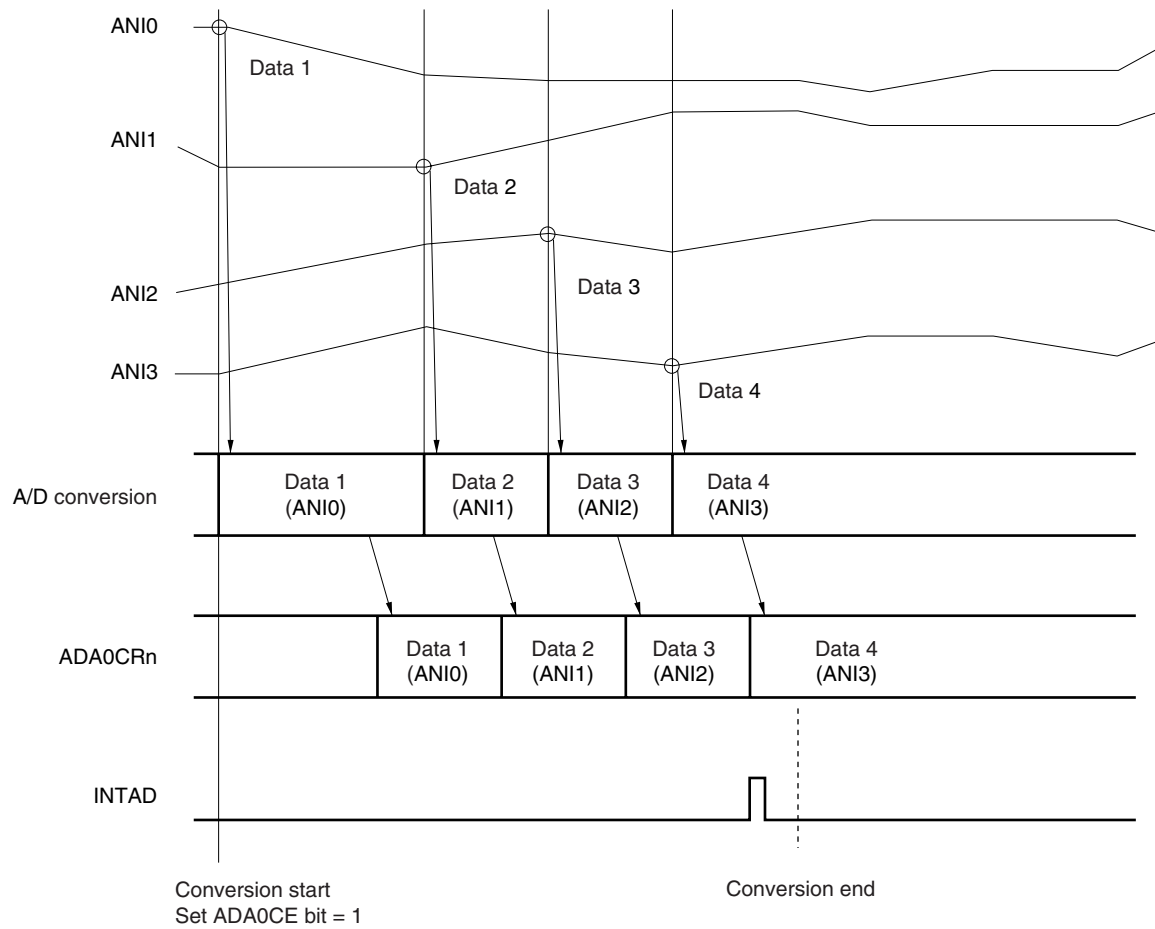 ANI0
Data 1
ANI1
Data 2
ANI2
Data 3
ANI3
Data 4
A/D conversion
Data 1
(ANI0)
Data 2
(ANI1)
Data 3
(ANI2)
Data 4
(ANI3)
ADA0CRn
Data 1
(ANI0)
Data 2
(ANI1)
Data 3
(ANI2)
Data 4
(ANI3)
INTAD
Conversion start
Set ADA0CE bit = 1
Conversion end